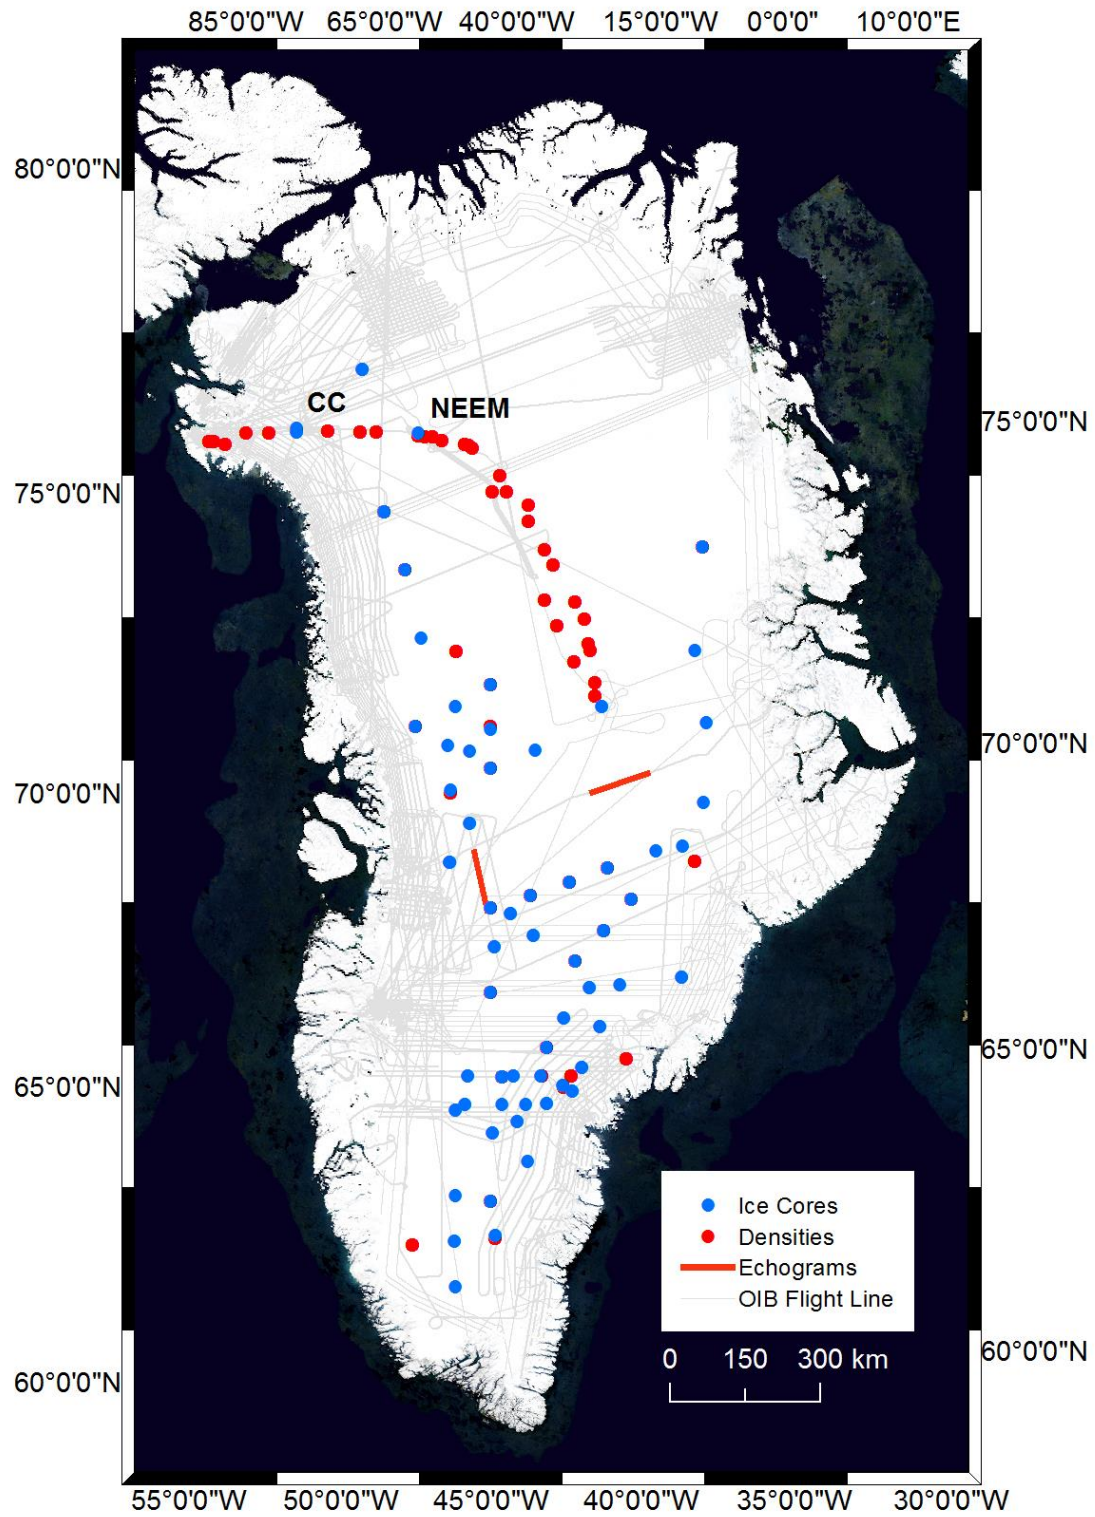 85°0'0"W 65°0'0"W 40°0'0"W 15°0'0"W 0°0'0" 10°0'0"E
80°0'0"N
CC
NEEM
75°0'0"N
75°0'0"N
70°0'0"N
70°0'0"N
65°0'0"N
65°0'0"N
Ice Cores
Densities
Echograms
OIB Flight Line
60°0'0"N
0 150 300 km
60°0'0"N
55°0'0"W 50°0'0"W 45°0'0"W 40°0'0"W 35°0'0"W 30°0'0"W